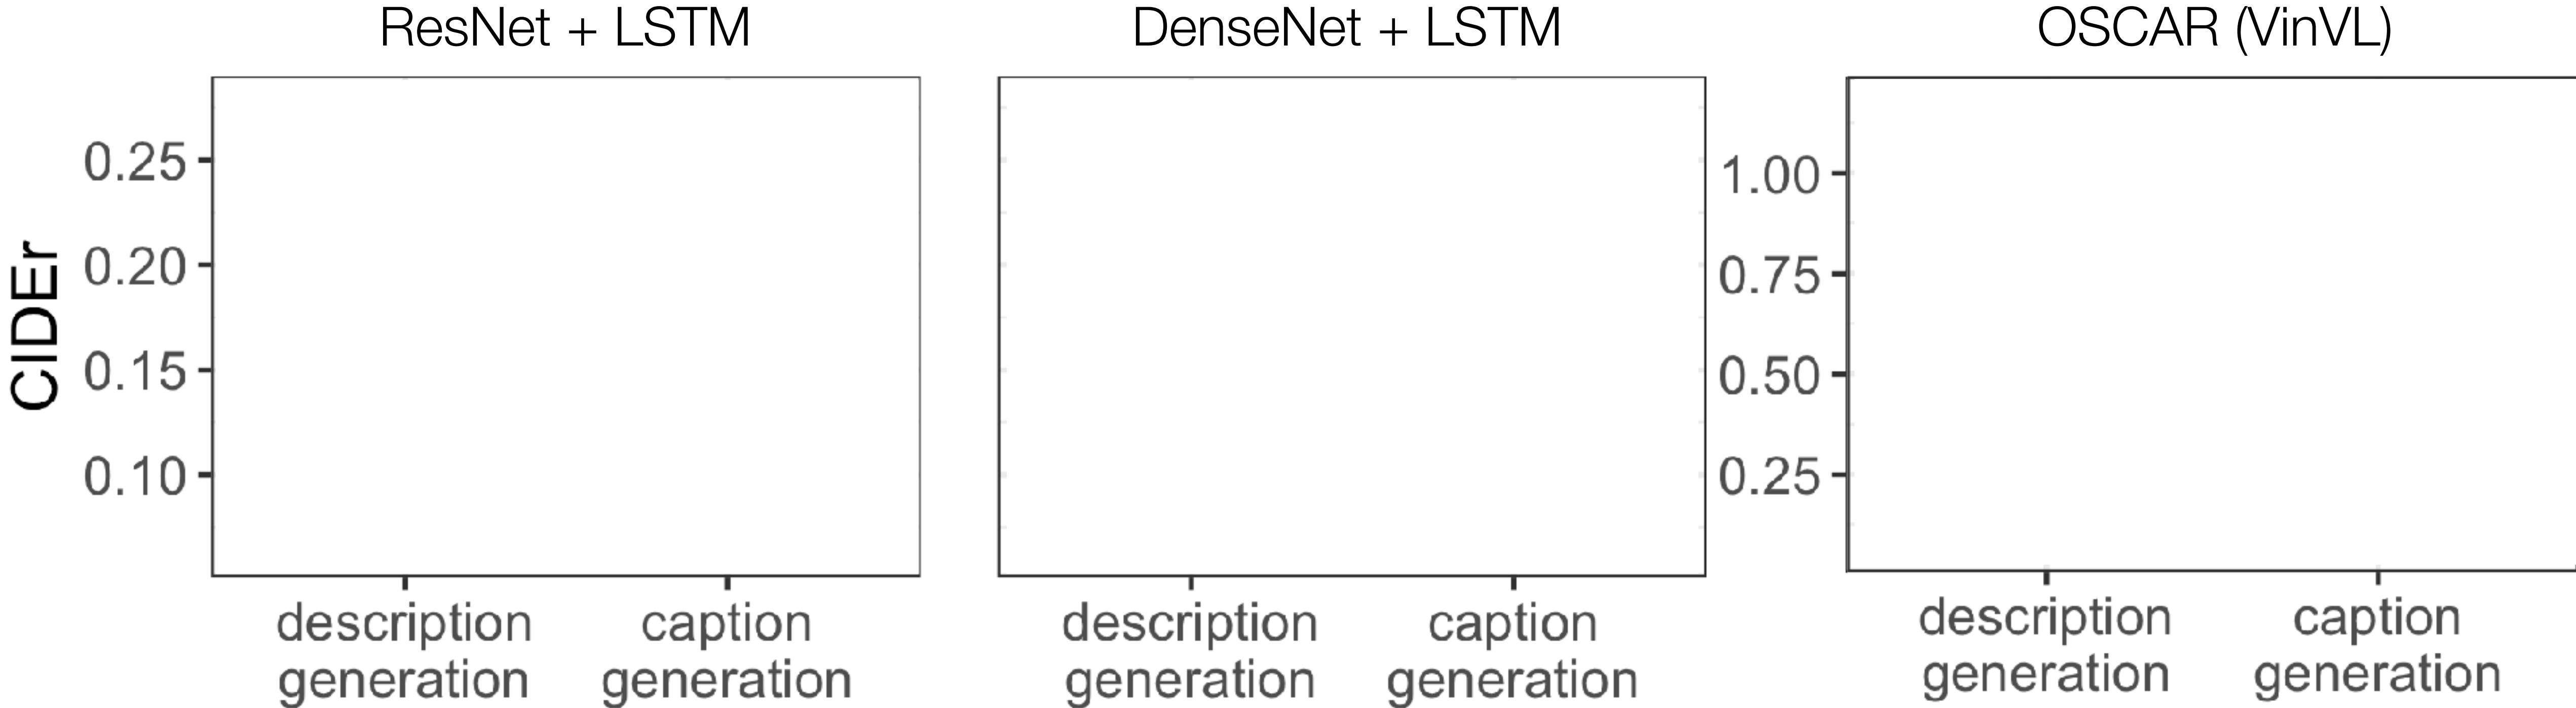 ResNet + LSTM
DenseNet + LSTM
OSCAR (VinVL)
CIDEr
0.25
0.20
0.15
0.10
description
generation
caption
generation
description
generation
caption
generation
1.00
0.75
0.50
0.25
description
generation
caption
generation